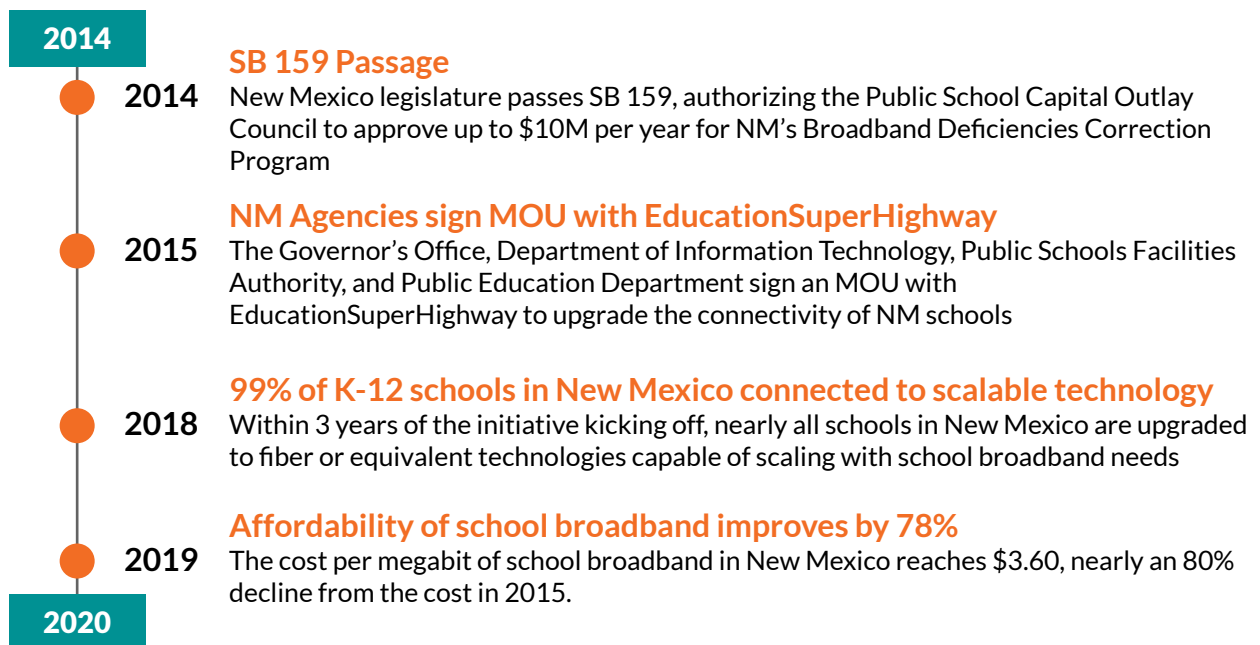 2014
SB 159 Passage
2014
New Mexico legislature passes SB 159, authorizing the Public School Capital Outlay
Council to approve up to $10M per year for NM’s Broadband Deficiencies Correction
Program
NM Agencies sign MOU with EducationSuperHighway
2015
The Governor’s Office, Department of Information Technology, Public Schools Facilities
Authority, and Public Education Department sign an MOU with
EducationSuperHighway to upgrade the connectivity of NM schools
99% of K-12 schools in New Mexico connected to scalable technology
2018
Within 3 years of the initiative kicking off, nearly all schools in New Mexico are upgraded
to fiber or equivalent technologies capable of scaling with school broadband needs
Affordability of school broadband improves by 78%
2019
The cost per megabit of school broadband in New Mexico reaches $3.60, nearly an 80%
decline from the cost in 2015.
2020